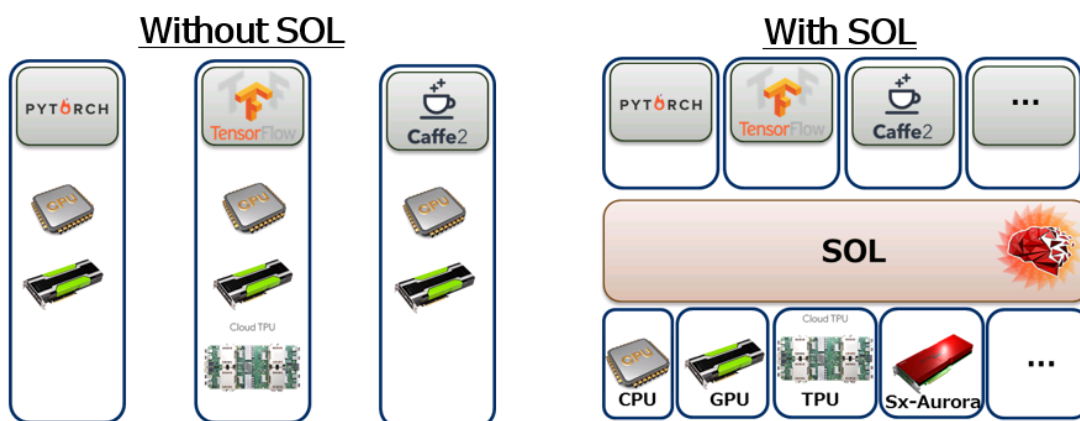 Without SOL
With SOL
PYTORCH
TensorFlow
Caffe2
PYTORCH
TensorFlow
Caffe2
...
GPU
GPU
GPU
SOL
Cloud TPU
Cloud TPU
GPU
...
CPU
GPU
TPU
Sx-Aurora